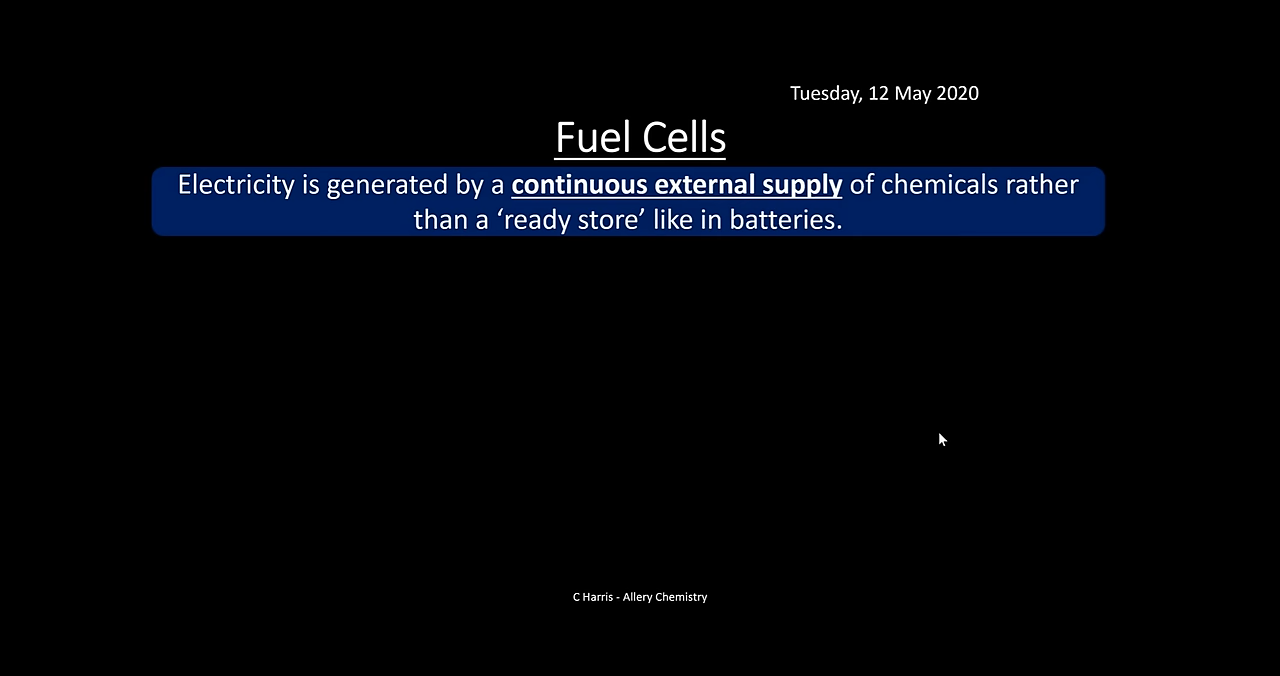 Tuesday, 12 May 2020
Fuel Cells
Electricity is generated by a continuous external supply of chemicals rather
than a ‘ready store’ like in batteries.
C Harris - Allery Chemistry